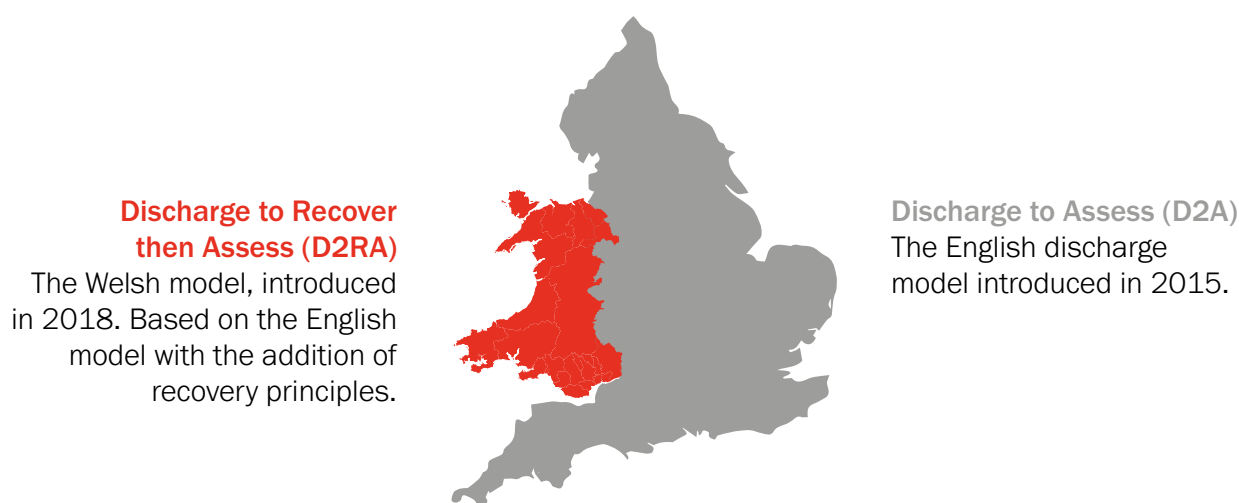 Discharge to Recover
then Assess (D2RA)
The Welsh model, introduced
in 2018. Based on the English
model with the addition of
recovery principles.
Discharge to Assess (D2A)
The English discharge
model introduced in 2015.